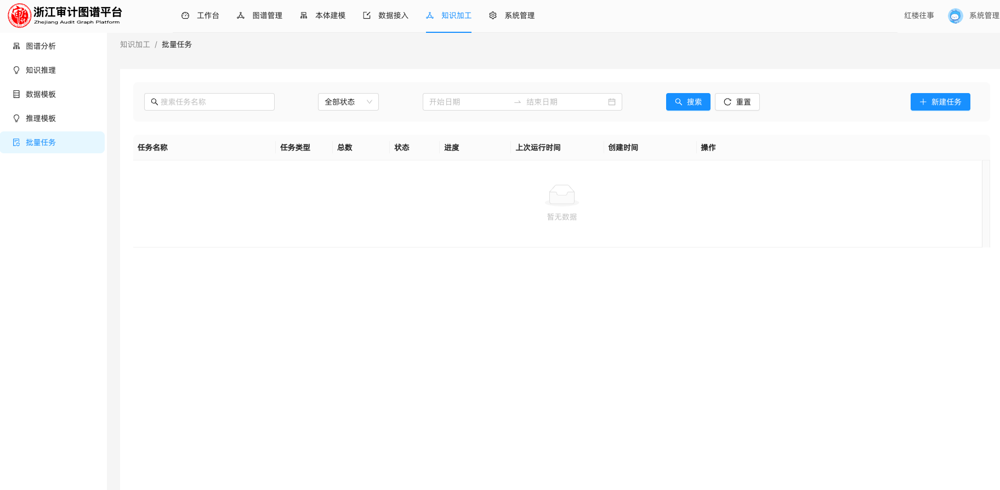 浙江审计图谱平台
Zhejiang Audit Graph Platform
工作台 图谱管理 本体建模 数据接入 知识加工 系统管理 红楼往事 系统管理
图谱分析
知识推理
数据模板
推理模板
批量任务
知识加工 / 批量任务
搜索任务名称 全部状态 开始日期 结束日期 搜索 重置 新建任务
任务名称 任务类型 总数 状态 进度 上次运行时间 创建时间 操作
暂无数据